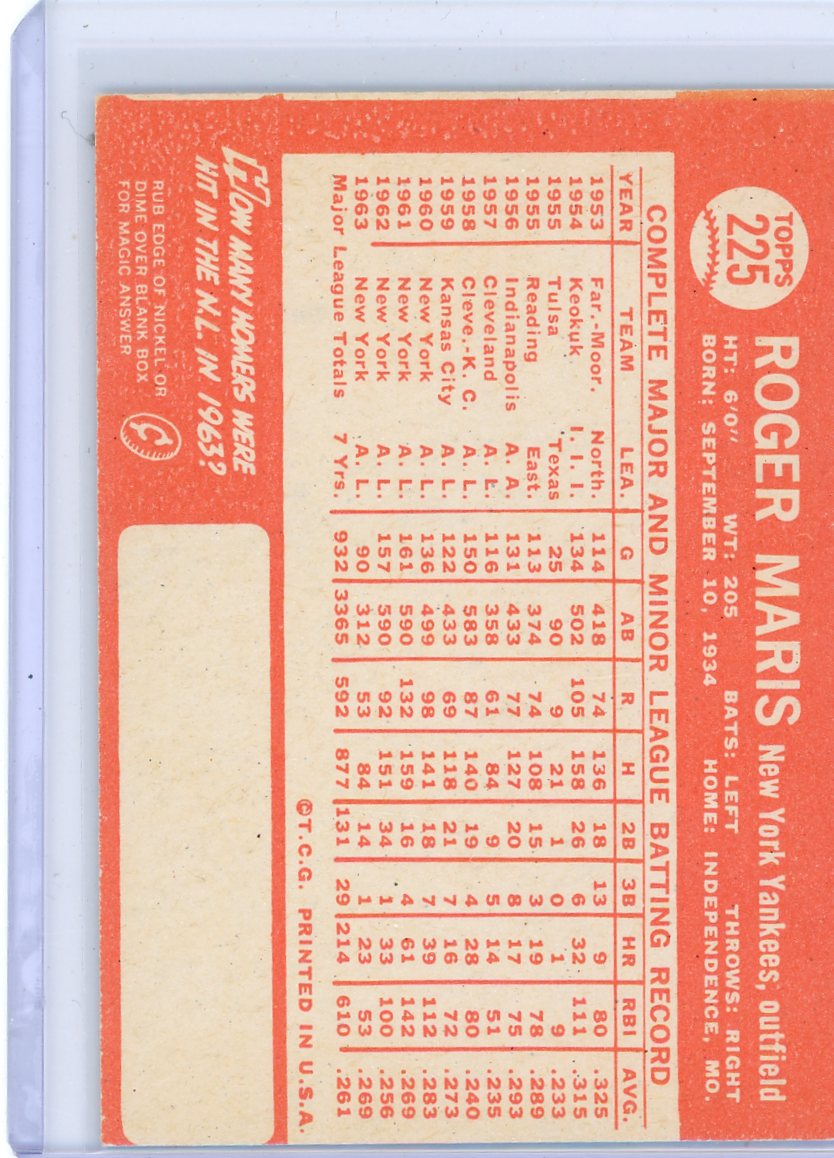 TOPPS
225
ROGER MARIS New York Yankees, outfield
HT: 6'0" WT: 205 BATS: LEFT THROWS: RIGHT
BORN: SEPTEMBER 10, 1934 HOME: INDEPENDENCE, MO.
COMPLETE MAJOR AND MINOR LEAGUE BATTING RECORD
YEAR TEAM LEA. G AB R H 2B 3B HR RBI AVG.
1953 Far.-Moor. North. 114 418 74 136 18 13 9 80 .325
1954 Keokuk I. I. I. 134 502 105 158 26 6 32 111 .315
1955 Tulsa Texas 25 90 9 21 1 0 1 9 .233
1955 Reading East. 113 374 74 108 15 3 19 78 .289
1956 Indianapolis A. A. 131 433 77 127 20 8 17 75 .293
1957 Cleveland A. L. 116 358 61 84 9 5 14 51 .235
1958 Cleve.-K. C. A. L. 150 583 87 140 19 4 28 80 .240
1959 Kansas City A. L. 122 433 69 118 21 7 16 72 .273
1960 New York A. L. 136 499 98 141 18 7 39 112 .283
1961 New York A. L. 161 590 132 159 16 4 61 142 .269
1962 New York A. L. 157 590 92 151 34 1 33 100 .256
1963 New York A. L. 90 312 53 84 14 1 23 53 .269
Major League Totals 7 Yrs. 932 3365 592 877 131 29 214 610 .261
©T.C.G. PRINTED IN U.S.A.
HOW MANY HOMERS WERE
HIT IN THE N.L. IN 1963?
RUB EDGE OF NICKEL OR
DIME OVER BLANK BOX
FOR MAGIC ANSWER